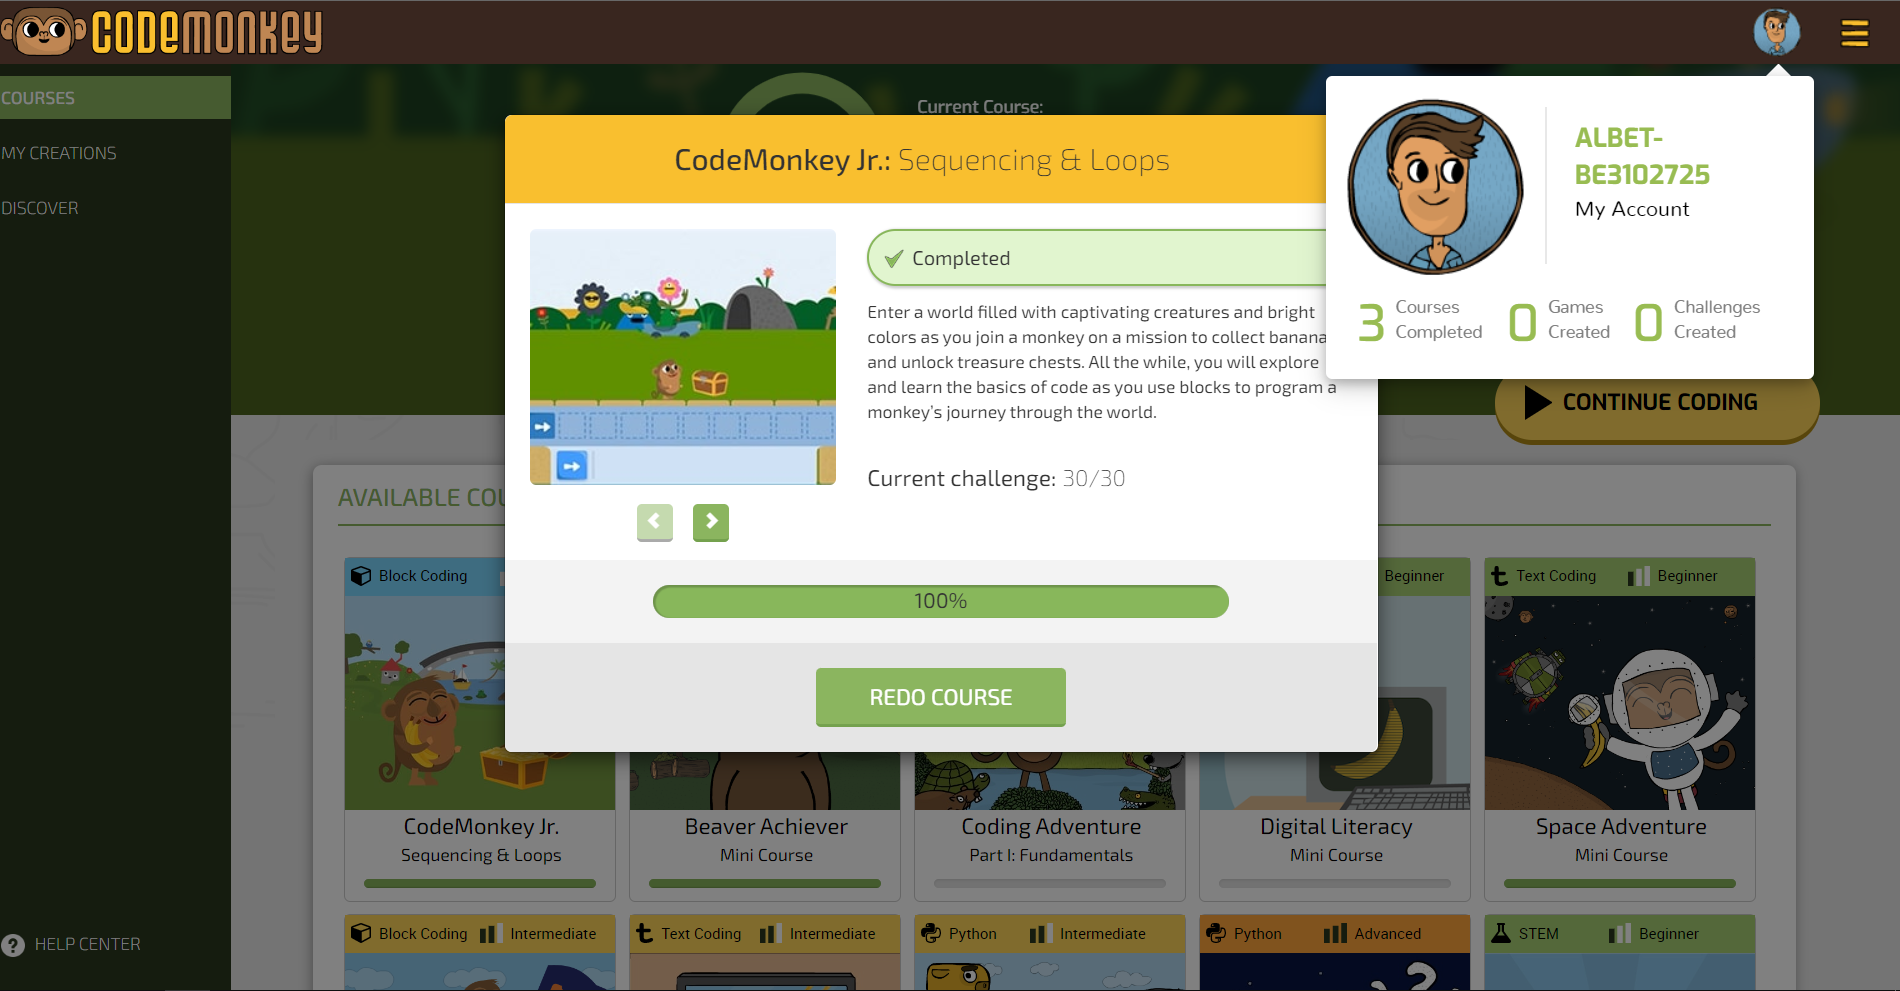 CODEMONKEY
COURSES
MY CREATIONS
DISCOVER
HELP CENTER
Current Course:
CodeMonkey Jr.: Sequencing & Loops
Completed
Enter a world filled with captivating creatures and bright
colors as you join a monkey on a mission to collect banana
and unlock treasure chests. All the while, you will explore
and learn the basics of code as you use blocks to program a
monkey's journey through the world.
Current challenge: 30/30
100%
REDO COURSE
ALBET-
BE3102725
My Account
3 Courses Completed
0 Games Created
0 Challenges Created
CONTINUE CODING
AVAILABLE COU
Block Coding
Beginner
Text Coding Beginner
CodeMonkey Jr.
Sequencing & Loops
Beaver Achiever
Mini Course
Coding Adventure
Part I: Fundamentals
Digital Literacy
Mini Course
Space Adventure
Mini Course
Block Coding Intermediate
Text Coding Intermediate
Python Intermediate
Python Advanced
STEM Beginner